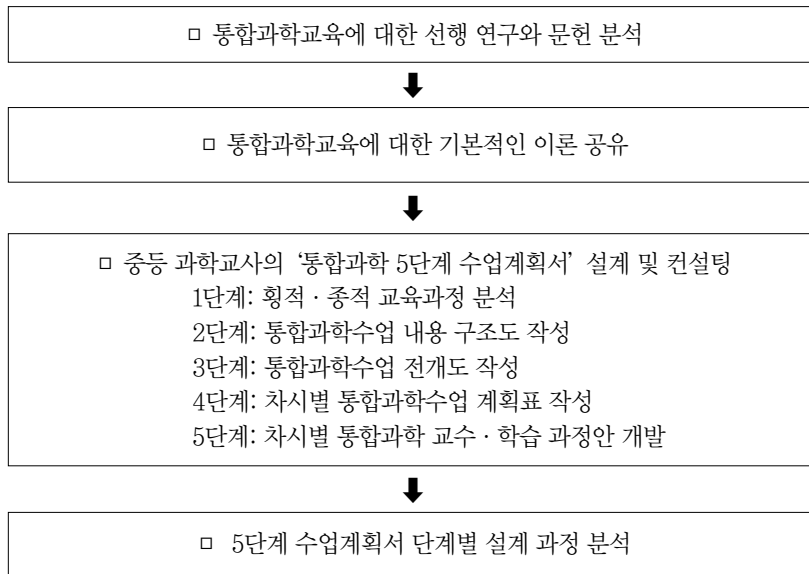 □ 통합과학교육에 대한 선행 연구와 문헌 분석
□ 통합과학교육에 대한 기본적인 이론 공유
□ 중등 과학교사의 ‘통합과학 5단계 수업계획서’ 설계 및 컨설팅
1단계: 횡적 · 종적 교육과정 분석
2단계: 통합과학수업 내용 구조도 작성
3단계: 통합과학수업 전개도 작성
4단계: 차시별 통합과학수업 계획표 작성
5단계: 차시별 통합과학 교수 · 학습 과정안 개발
□ 5단계 수업계획서 단계별 설계 과정 분석